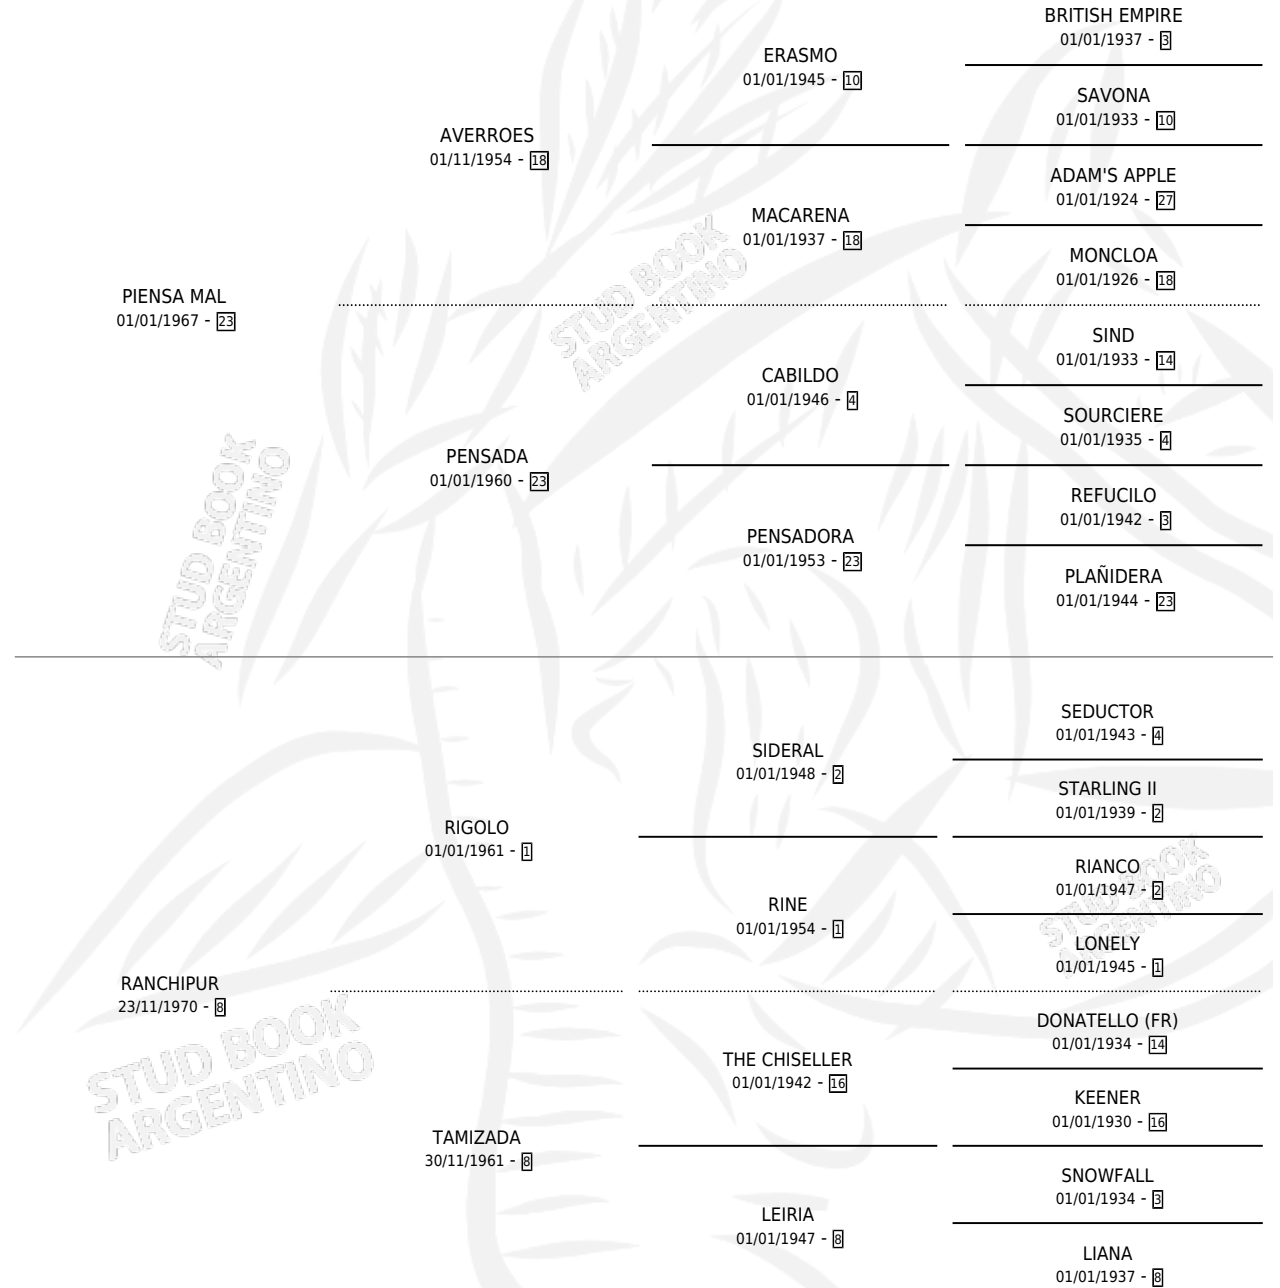 BRITISH EMPIRE
01/01/1937 - 3
ERASMO
01/01/1945 - 10
SAVONA
01/01/1933 - 10
AVERROES
01/11/1954 - 18
ADAM'S APPLE
01/01/1924 - 27
MACARENA
01/01/1937 - 18
MONCLOA
01/01/1926 - 18
PIENSA MAL
01/01/1967 - 23
SIND
01/01/1933 - 14
CABILDO
01/01/1946 - 4
SOURCIERE
01/01/1935 - 4
PENSADA
01/01/1960 - 23
REFUCILO
01/01/1942 - 3
PENSADORA
01/01/1953 - 23
PLAÑIDERA
01/01/1944 - 23
SEDUCTOR
01/01/1943 - 4
SIDERAL
01/01/1948 - 2
STARLING II
01/01/1939 - 2
RIGOLO
01/01/1961 - 1
RIANCO
01/01/1947 - 2
RINE
01/01/1954 - 1
LONELY
01/01/1945 - 1
RANCHIPUR
23/11/1970 - 8
DONATELLO (FR)
01/01/1934 - 14
THE CHISELLER
01/01/1942 - 16
KEENER
01/01/1930 - 16
TAMIZADA
30/11/1961 - 8
SNOWFALL
01/01/1934 - 3
LEIRIA
01/01/1947 - 8
LIANA
01/01/1937 - 8
STUD BOOK
ARGENTINO
STUD BOOK
ARGENTINO
STUD BOOK
ARGENTINO
STUD BOOK
ARGENTINO